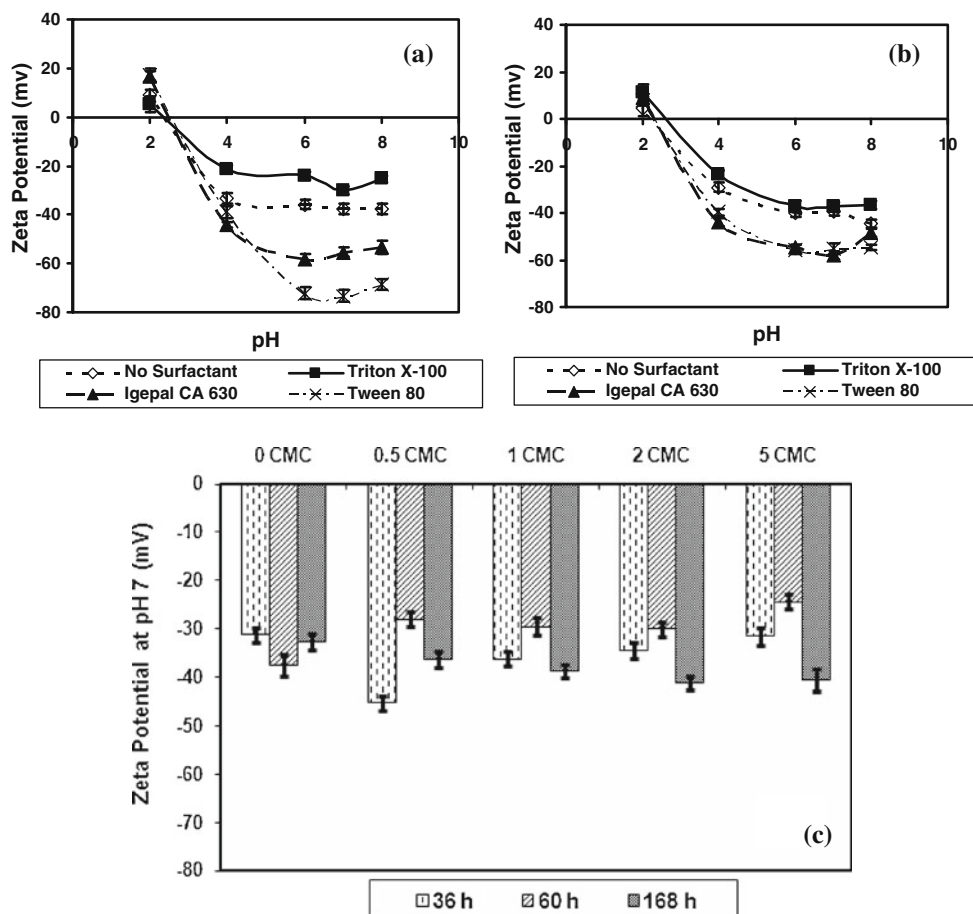 (a)
Zeta Potential (mv)
40
20
0
-20
-40
-60
-80
0 2 4 6 8 10
pH
No Surfactant Triton X-100
Igepal CA 630 Tween 80
(b)
Zeta Potential (mv)
40
20
0
-20
-40
-60
-80
0 2 4 6 8 10
pH
No Surfactant Triton X-100
Igepal CA 630 Tween 80
0 CMC 0.5 CMC 1 CMC 2 CMC 5 CMC
Zeta Potential at pH 7 (mV)
0
-10
-20
-30
-40
-50
-60
-70
-80
(c)
36 h 60 h 168 h